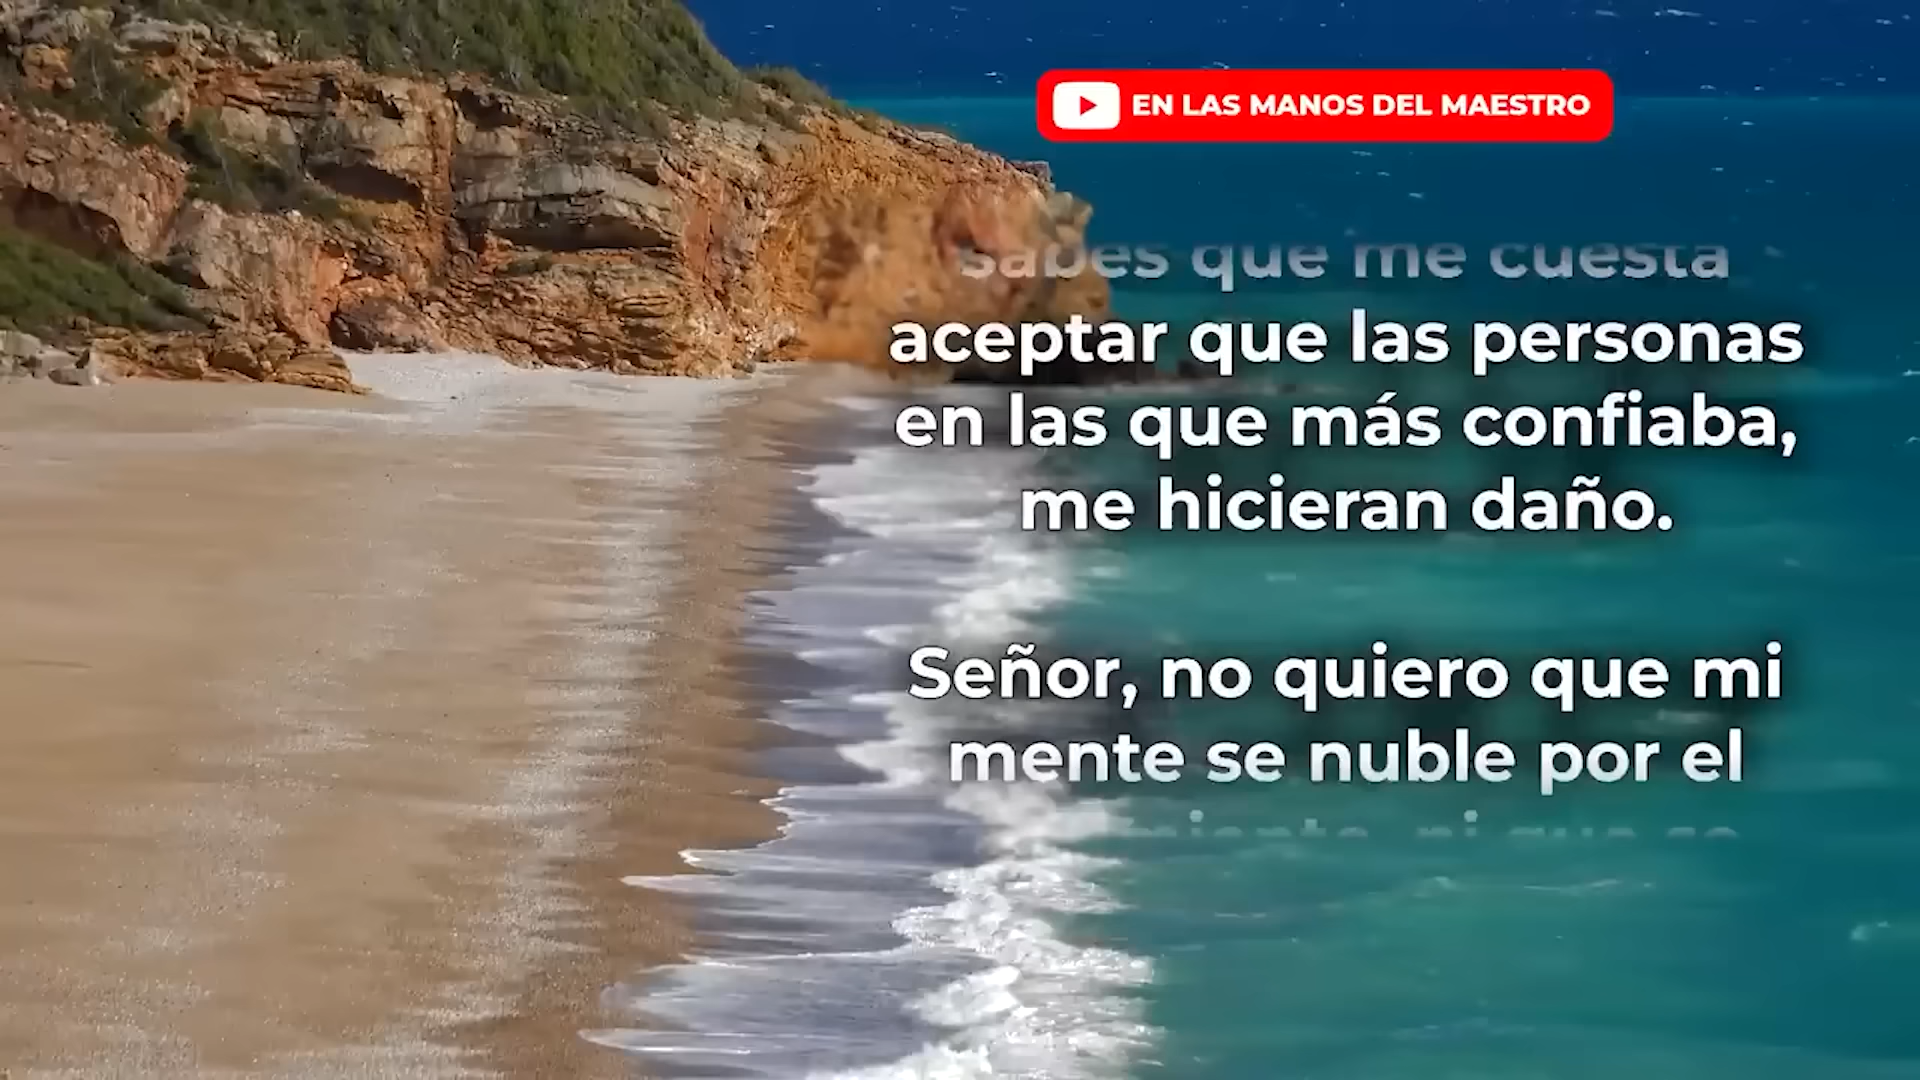 EN LAS MANOS DEL MAESTRO
sabes que me cuesta
aceptar que las personas
en las que más confiaba,
me hicieran daño.
Señor, no quiero que mi
mente se nuble por el